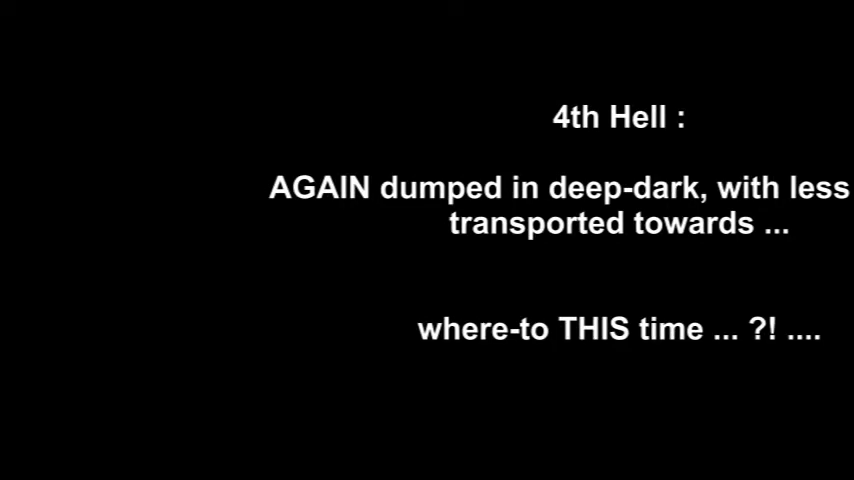 4th Hell :
AGAIN dumped in deep-dark, with less
transported towards ...
where-to THIS time ... ?! ....